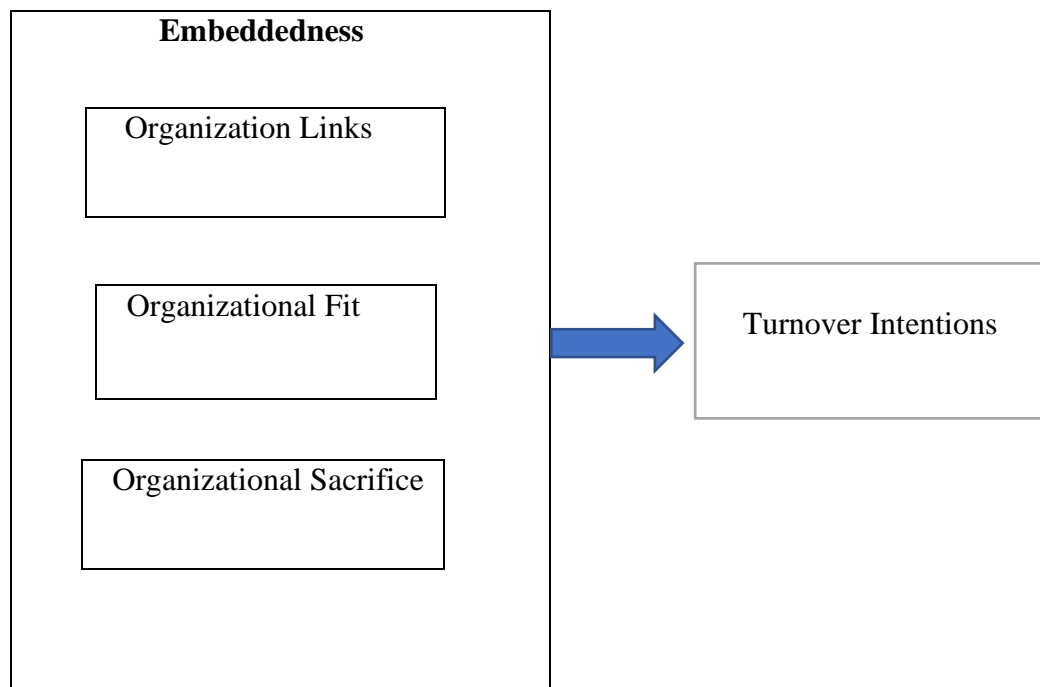 Embeddedness
Organization Links
Organizational Fit
Turnover Intentions
Organizational Sacrifice